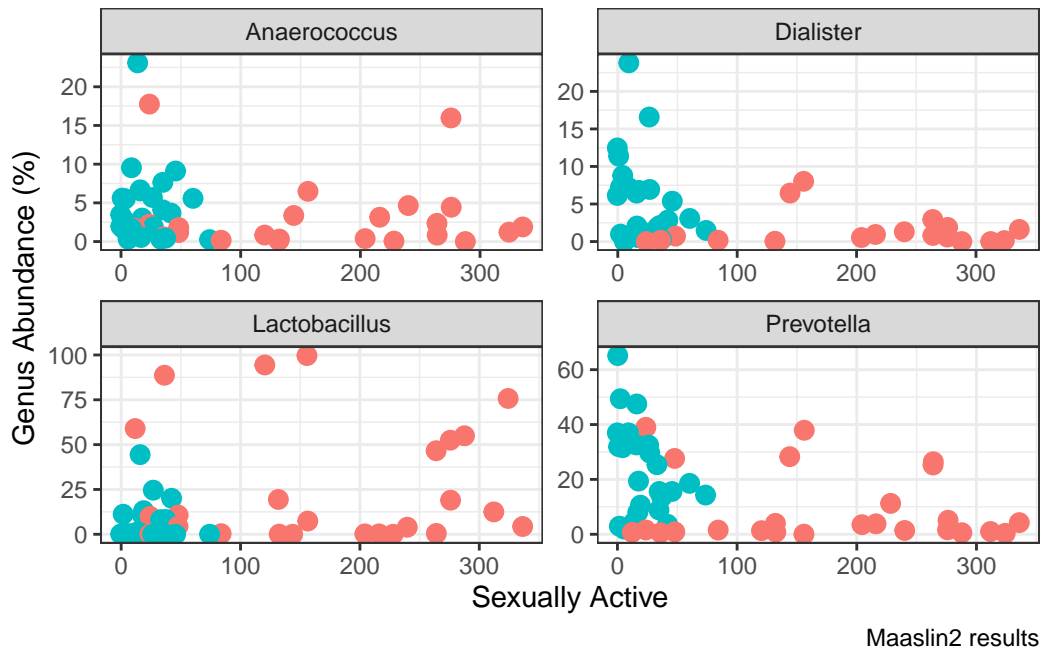 Anaerococcus
Dialister
20
15
10
5
0
20
15
10
5
0
0 100 200 300
0 100 200 300
Genus Abundance (%)
Lactobacillus
Prevotella
100
75
50
25
0
60
40
20
0
0 100 200 300
0 100 200 300
Sexually Active
Maaslin2 results